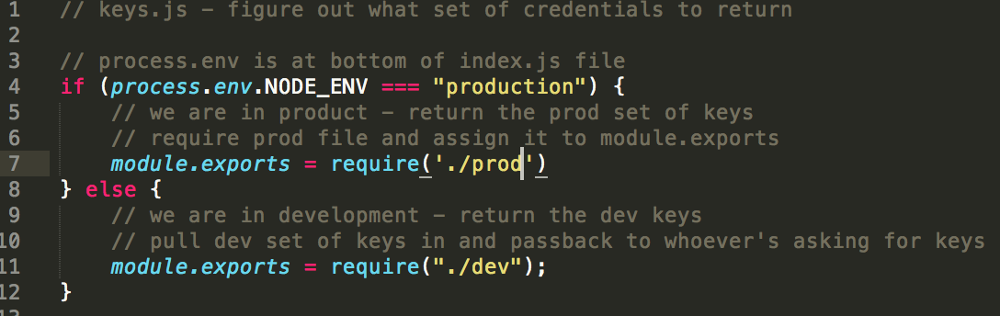 1 // keys.js - figure out what set of credentials to return
2
3 // process.env is at bottom of index.js file
4 if (process.env.NODE_ENV === "production") {
5     // we are in product - return the prod set of keys
6     // require prod file and assign it to module.exports
7     module.exports = require('./prod')
8 } else {
9     // we are in development - return the dev keys
10     // pull dev set of keys in and passback to whoever's asking for keys
11     module.exports = require("./dev");
12 }
13